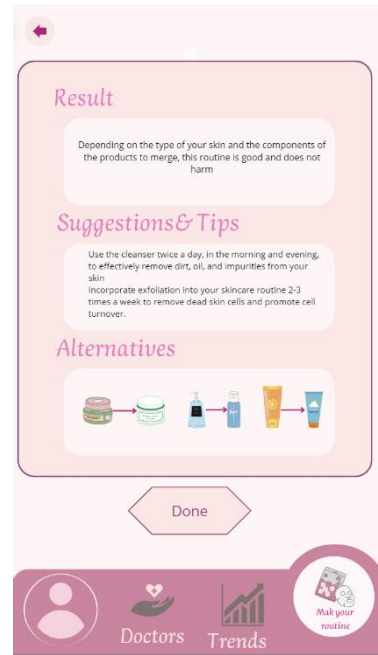 Result
Depending on the type of your skin and the components of
the products to merge, this routine is good and does not
harm
Suggestions& Tips
Use the cleanser twice a day, in the morning and evening,
to effectively remove dirt, oil, and impurities from your
skin
Incorporate exfoliation into your skincare routine 2-3
times a week to remove dead skin cells and promote cell
turnover.
Alternatives
Done
Doctors
Trends
Mak your
routine